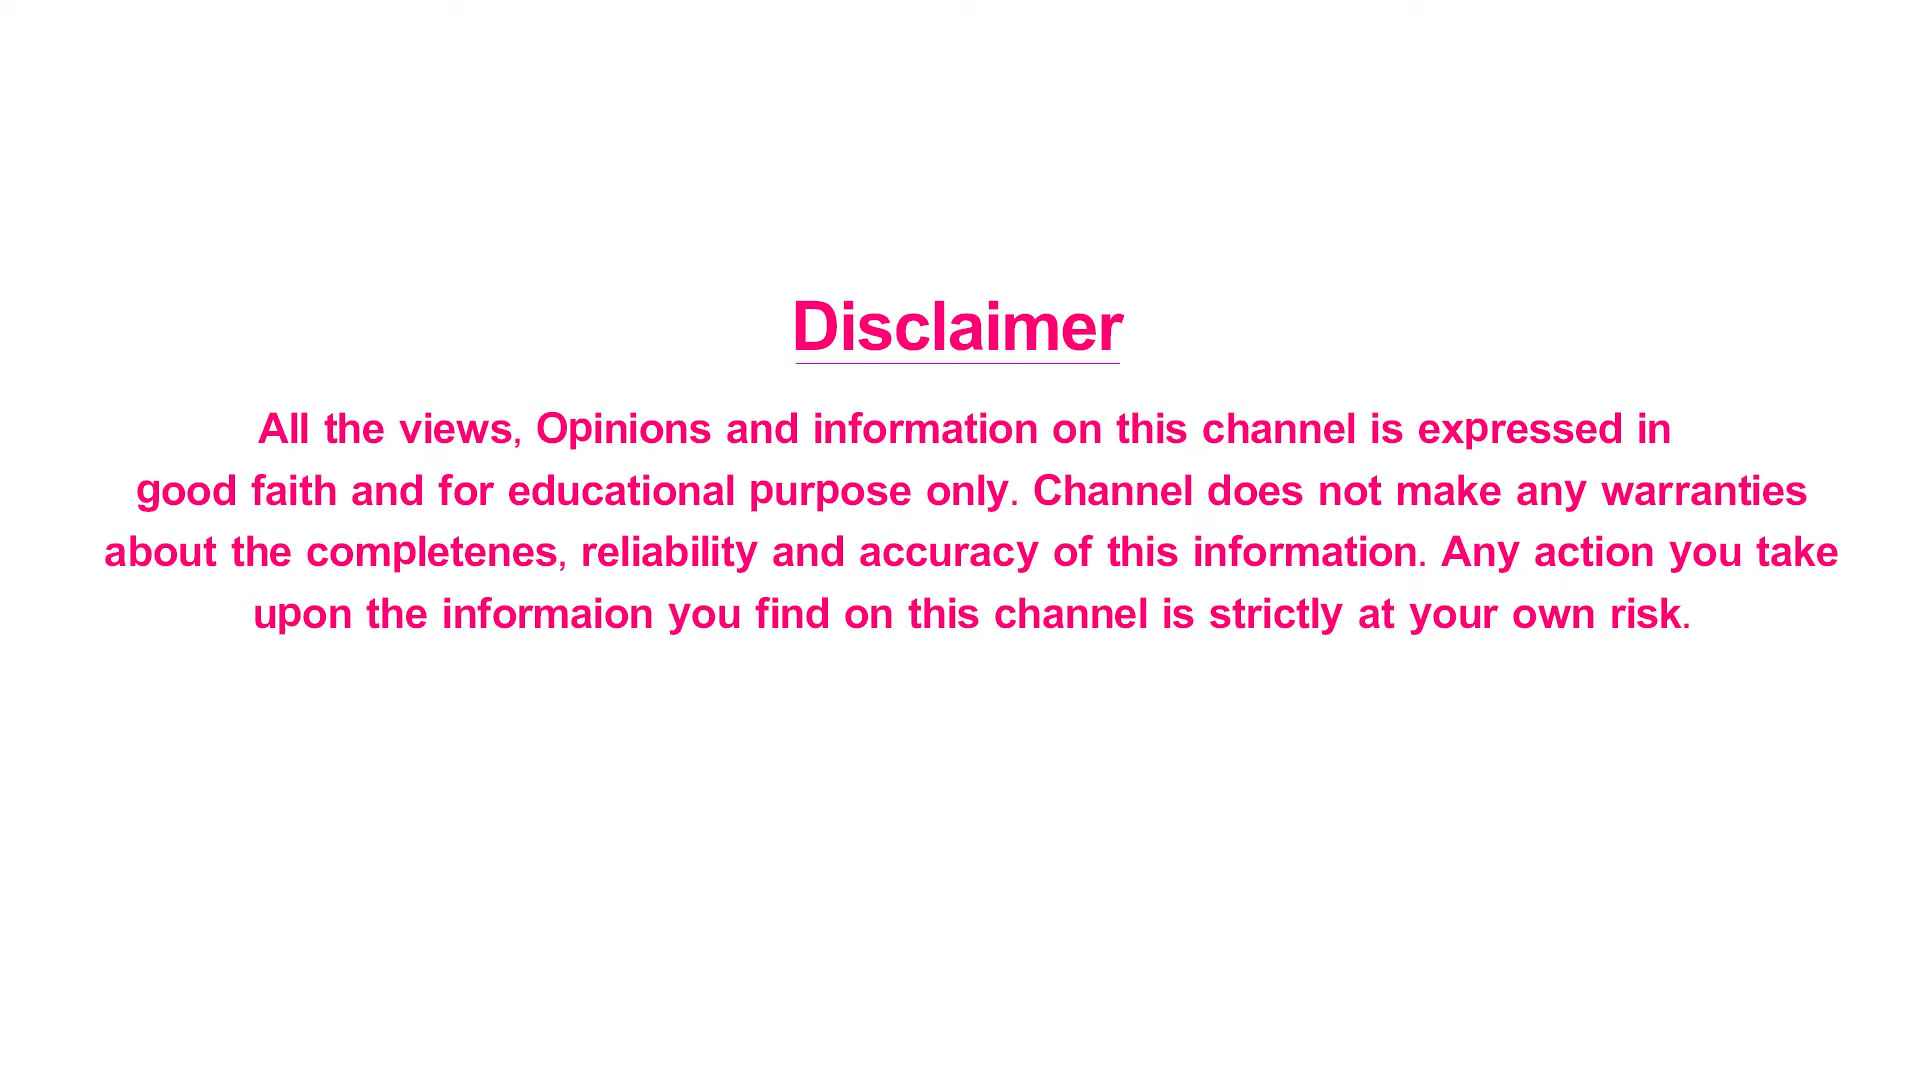 Disclaimer
All the views, Opinions and information on this channel is expressed in
good faith and for educational purpose only. Channel does not make any warranties
about the completenes, reliability and accuracy of this information. Any action you take
upon the informaion you find on this channel is strictly at your own risk.